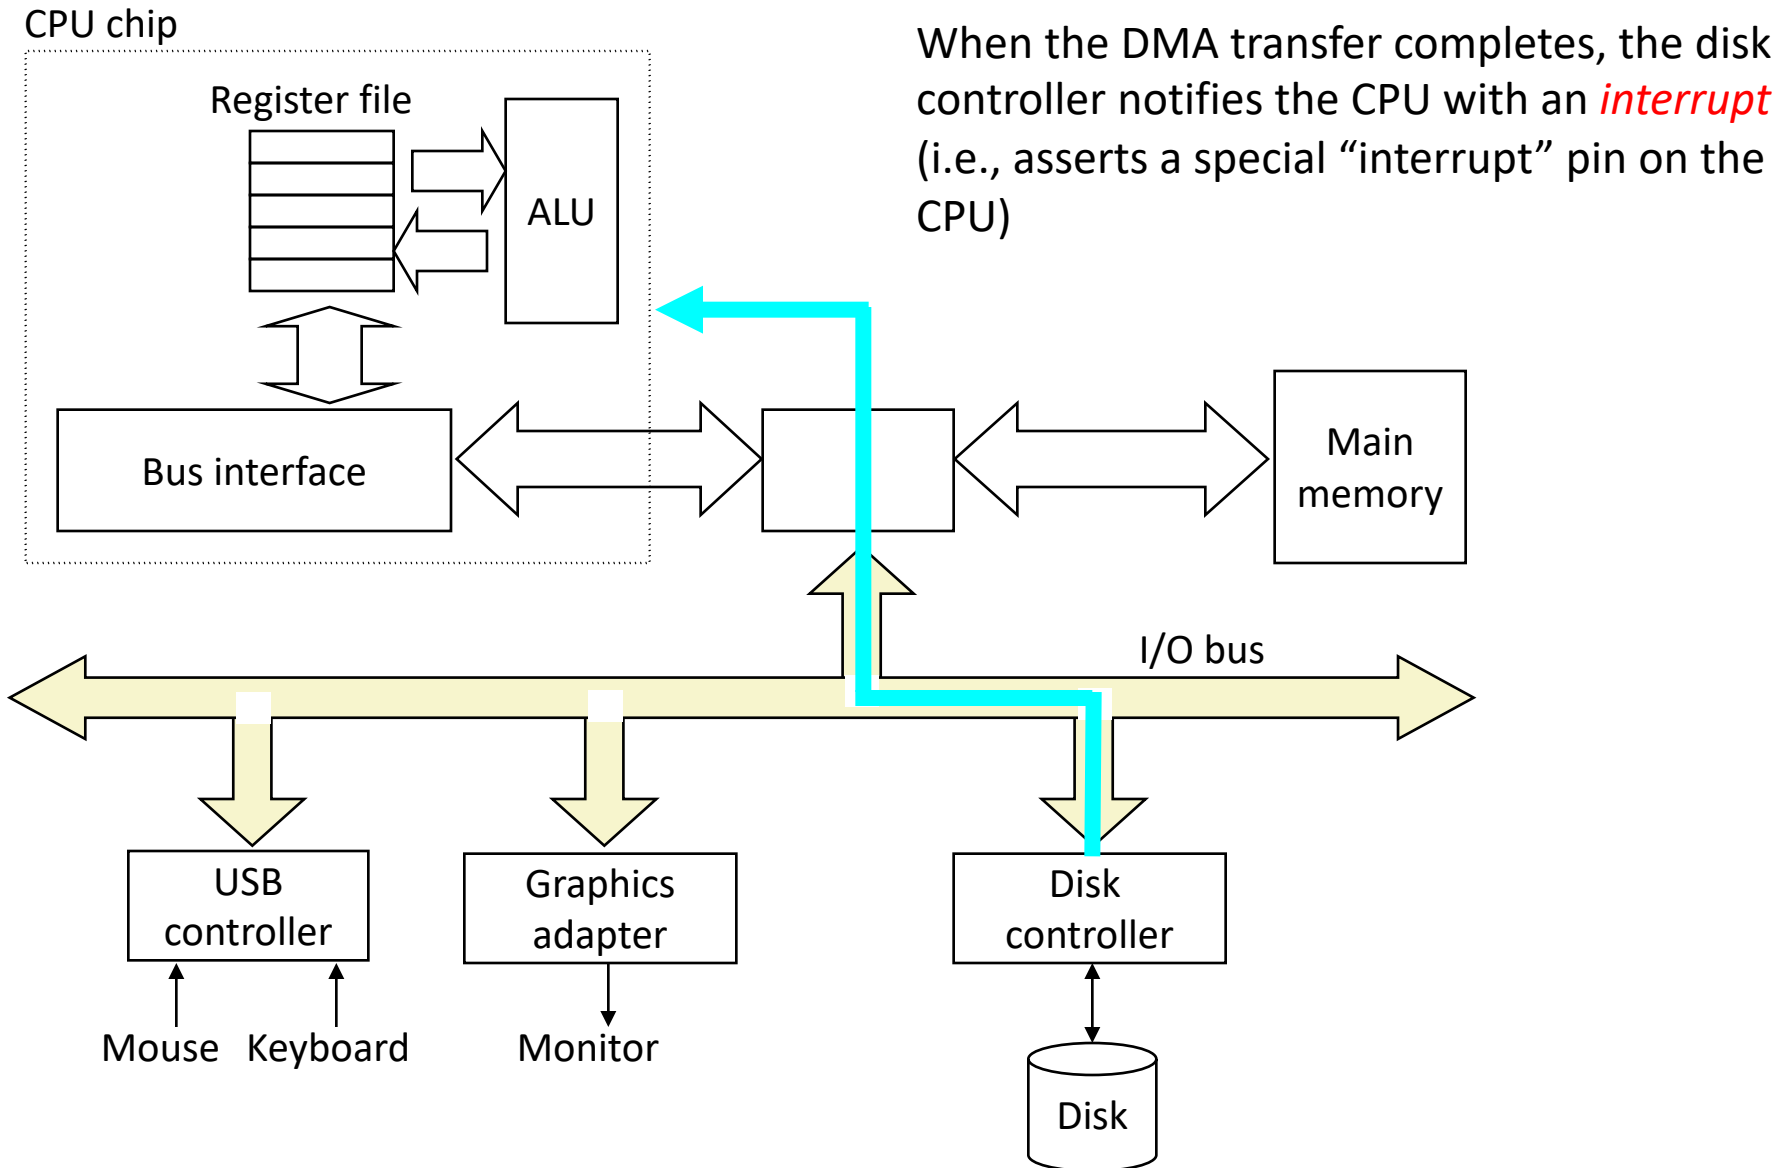 CPU chip
When the DMA transfer completes, the disk
controller notifies the CPU with an interrupt
(i.e., asserts a special “interrupt” pin on the
CPU)
Register file
ALU
Bus interface
Main
memory
I/O bus
USB
controller
Graphics
adapter
Disk
controller
Mouse
Keyboard
Monitor
Disk